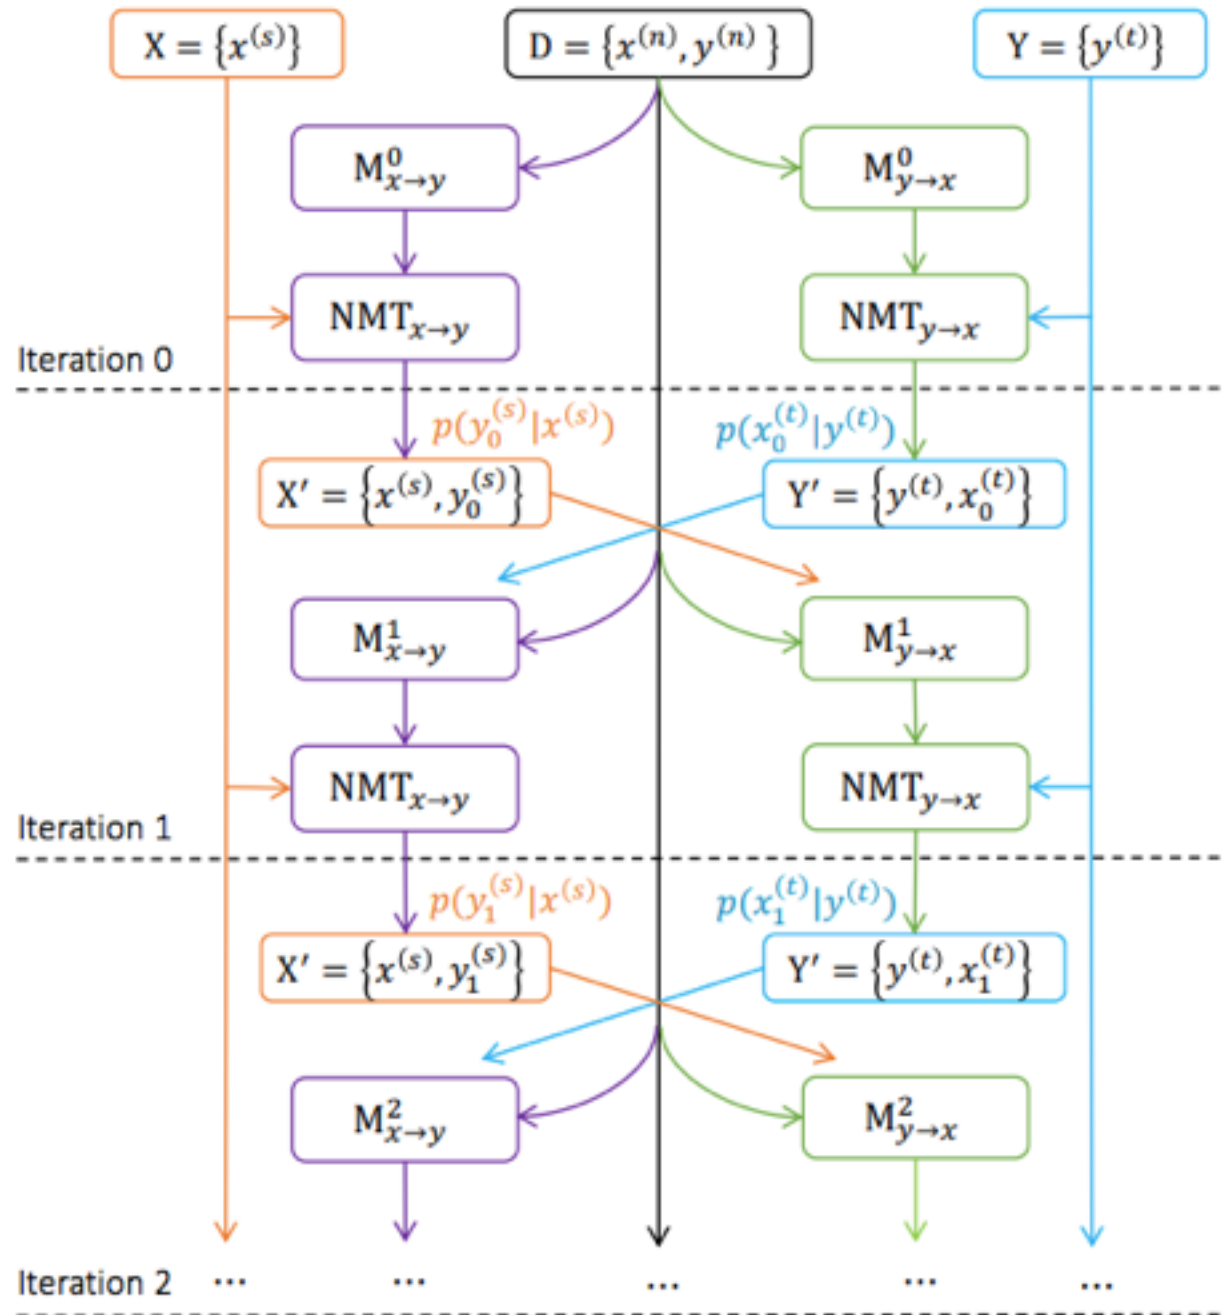 X = {x^(s)} D = {x^(n), y^(n) } Y = {y^(t)}
M^0_x→y M^0_y→x
NMT_x→y NMT_y→x
Iteration 0
p(y_0^(s)|x^(s)) p(x_0^(t)|y^(t))
X′ = {x^(s), y_0^(s)} Y′ = {y^(t), x_0^(t)}
M^1_x→y M^1_y→x
NMT_x→y NMT_y→x
Iteration 1
p(y_1^(s)|x^(s)) p(x_1^(t)|y^(t))
X′ = {x^(s), y_1^(s)} Y′ = {y^(t), x_1^(t)}
M^2_x→y M^2_y→x
Iteration 2 ... ... ... ... ...